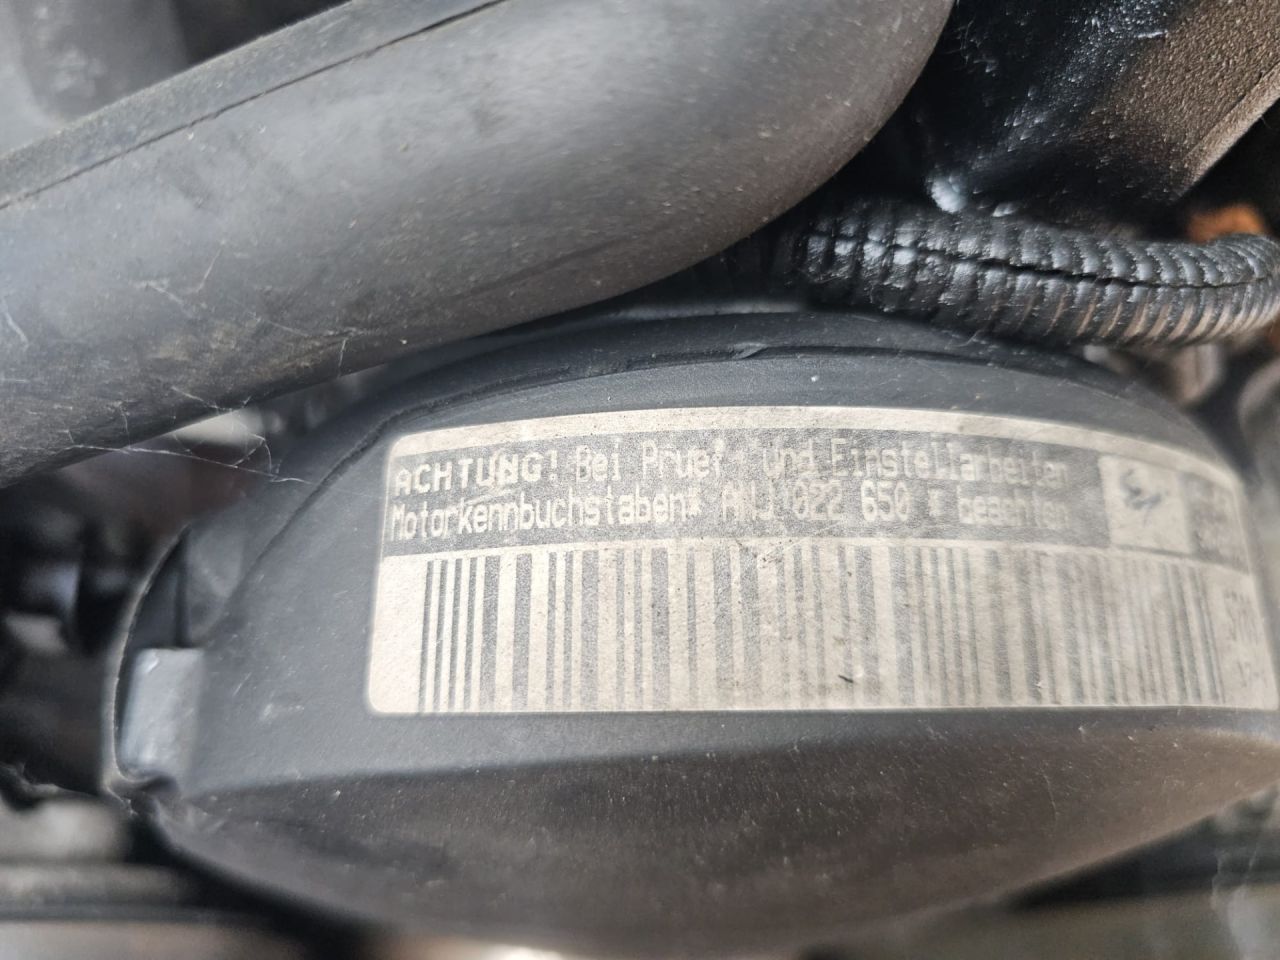 ACHTUNG! Bei Pruef- und Einstellarbeiten
Motorkennbuchstaben* ANJ 022 650 * beachten